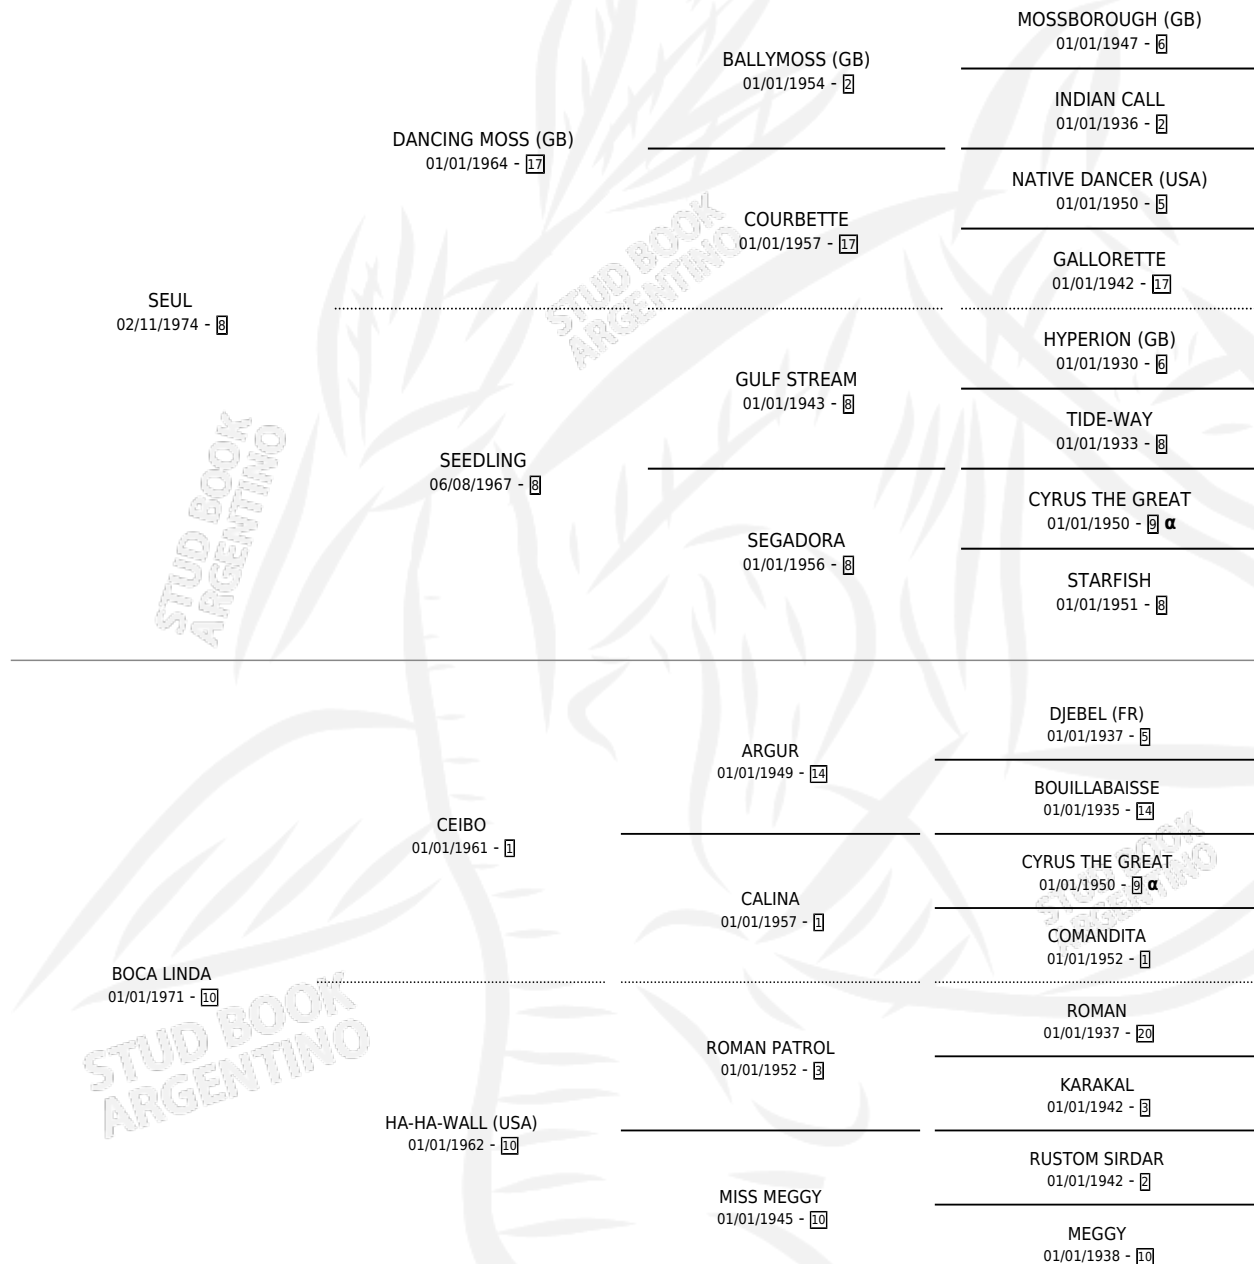 MOSSBOROUGH (GB)
01/01/1947 - 6
BALLYMOSS (GB)
01/01/1954 - 2
INDIAN CALL
01/01/1936 - 2
DANCING MOSS (GB)
01/01/1964 - 17
NATIVE DANCER (USA)
01/01/1950 - 5
COURBETTE
01/01/1957 - 17
GALLORETTE
01/01/1942 - 17
SEUL
02/11/1974 - 8
HYPERION (GB)
01/01/1930 - 6
GULF STREAM
01/01/1943 - 8
TIDE-WAY
01/01/1933 - 8
SEEDLING
06/08/1967 - 8
CYRUS THE GREAT
01/01/1950 - 9 α
SEGADORA
01/01/1956 - 8
STARFISH
01/01/1951 - 8
DJEBEL (FR)
01/01/1937 - 5
ARGUR
01/01/1949 - 14
BOUILLABAISSE
01/01/1935 - 14
CEIBO
01/01/1961 - 1
CYRUS THE GREAT
01/01/1950 - 9 α
CALINA
01/01/1957 - 1
COMANDITA
01/01/1952 - 1
BOCA LINDA
01/01/1971 - 10
ROMAN
01/01/1937 - 20
ROMAN PATROL
01/01/1952 - 3
KARAKAL
01/01/1942 - 3
HA-HA-WALL (USA)
01/01/1962 - 10
RUSTOM SIRDAR
01/01/1942 - 2
MISS MEGGY
01/01/1945 - 10
MEGGY
01/01/1938 - 10
STUD BOOK
ARGENTINO
STUD BOOK
ARGENTINO
STUD BOOK
ARGENTINO
STUD BOOK
ARGENTINO